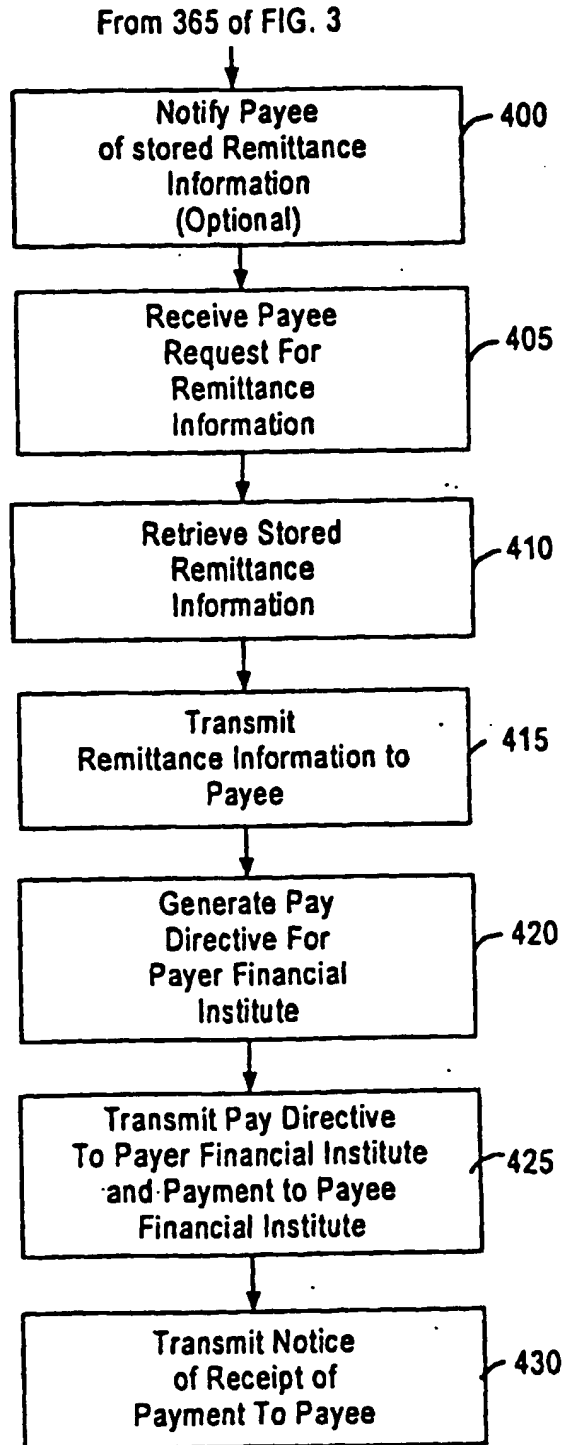 From 365 of FIG. 3
Notify Payee
of stored Remittance
Information
(Optional)
400
Receive Payee
Request For
Remittance
Information
405
Retrieve Stored
Remittance
Information
410
Transmit
Remittance Information to
Payee
415
Generate Pay
Directive For
Payer Financial
Institute
420
Transmit Pay Directive
To Payer Financial Institute
and Payment to Payee
Financial Institute
425
Transmit Notice
of Receipt of
Payment To Payee
430